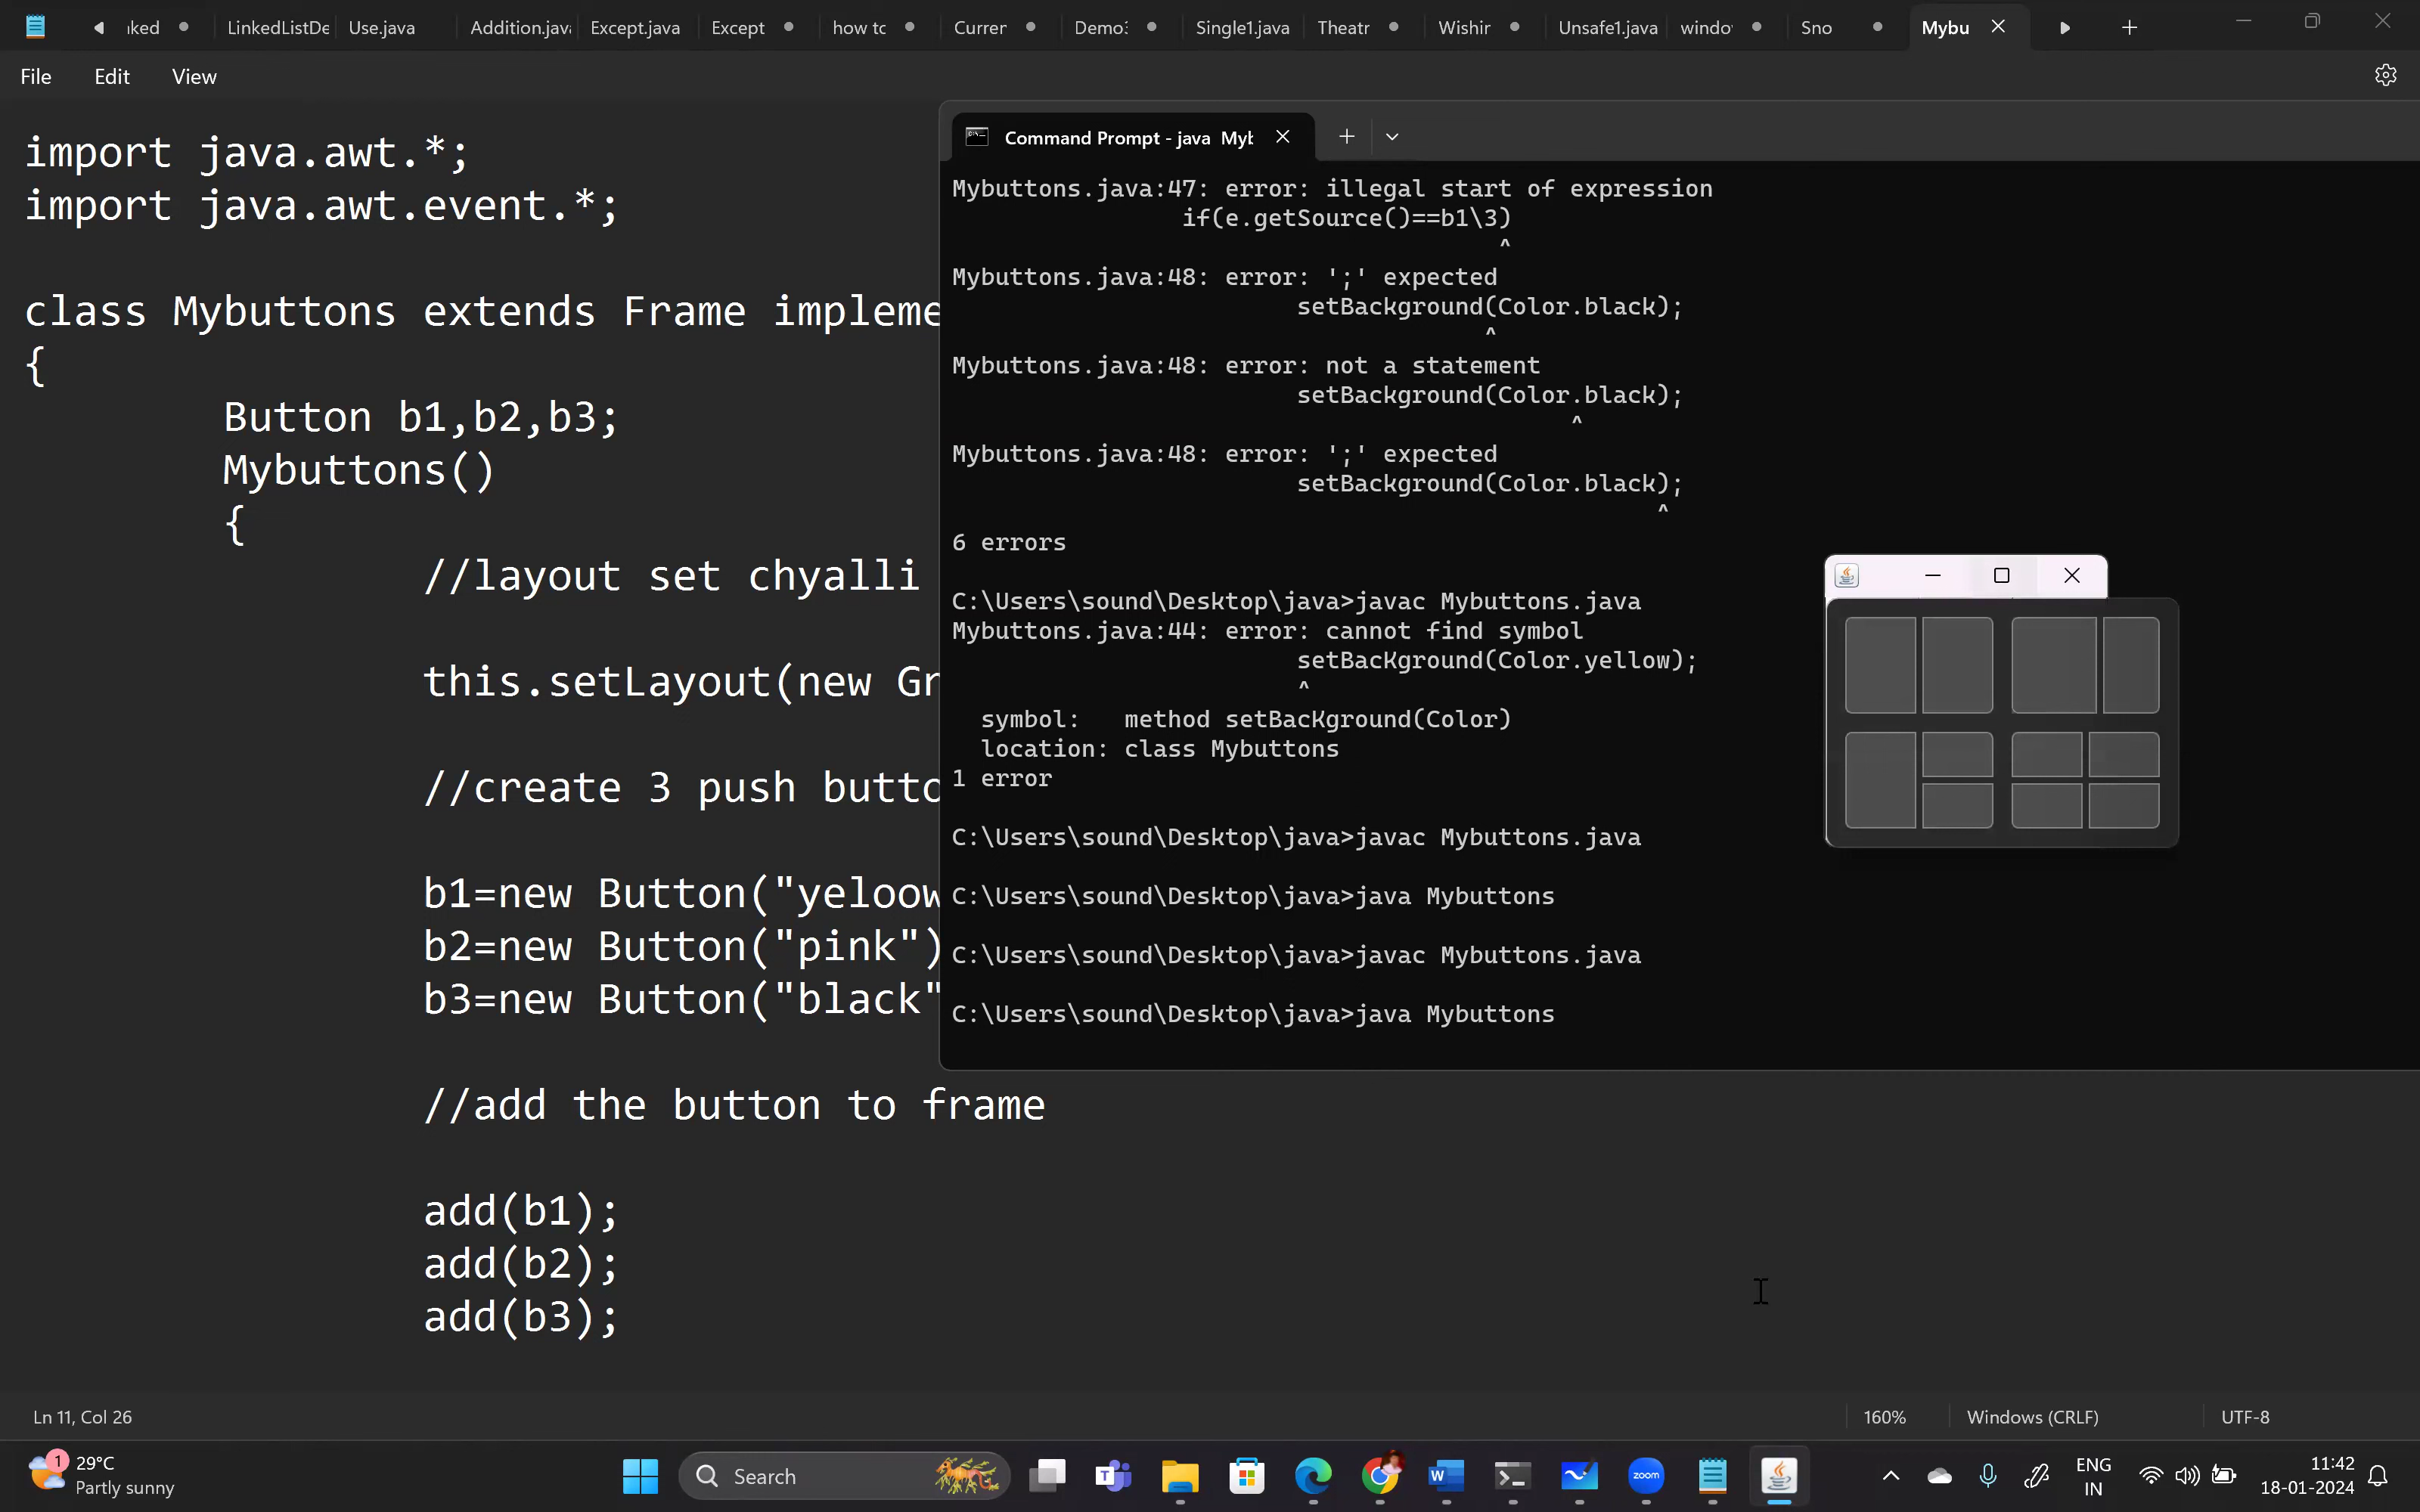 ıked
LinkedListDe
Use.java
Addition.java
Except.java
Except
how to
Curren
Demo3
Single1.java
Theatr
Wishin
Unsafe1.java
windo
Sno
Mybu
File
Edit
View
import java.awt.*;
import java.awt.event.*;
class Mybuttons extends Frame impleme
{
Button b1,b2,b3;
Mybuttons()
{
//layout set chyalli
this.setLayout(new Gr
//create 3 push butto
b1=new Button("yeloow
b2=new Button("pink")
b3=new Button("black"
//add the button to frame
add(b1);
add(b2);
add(b3);
Command Prompt - java Myb
Mybuttons.java:47: error: illegal start of expression
if(e.getSource()==b1\3)
^
Mybuttons.java:48: error: ';' expected
setBackground(Color.black);
^
Mybuttons.java:48: error: not a statement
setBackground(Color.black);
^
Mybuttons.java:48: error: ';' expected
setBackground(Color.black);
^
6 errors
C:\Users\sound\Desktop\java>javac Mybuttons.java
Mybuttons.java:44: error: cannot find symbol
setBacKground(Color.yellow);
^
symbol: method setBacKground(Color)
location: class Mybuttons
1 error
C:\Users\sound\Desktop\java>javac Mybuttons.java
C:\Users\sound\Desktop\java>java Mybuttons
C:\Users\sound\Desktop\java>javac Mybuttons.java
C:\Users\sound\Desktop\java>java Mybuttons
Ln 11, Col 26
160%
Windows (CRLF)
UTF-8
1
29°C
Partly sunny
Search
zoom
ENG
IN
11:42
18-01-2024